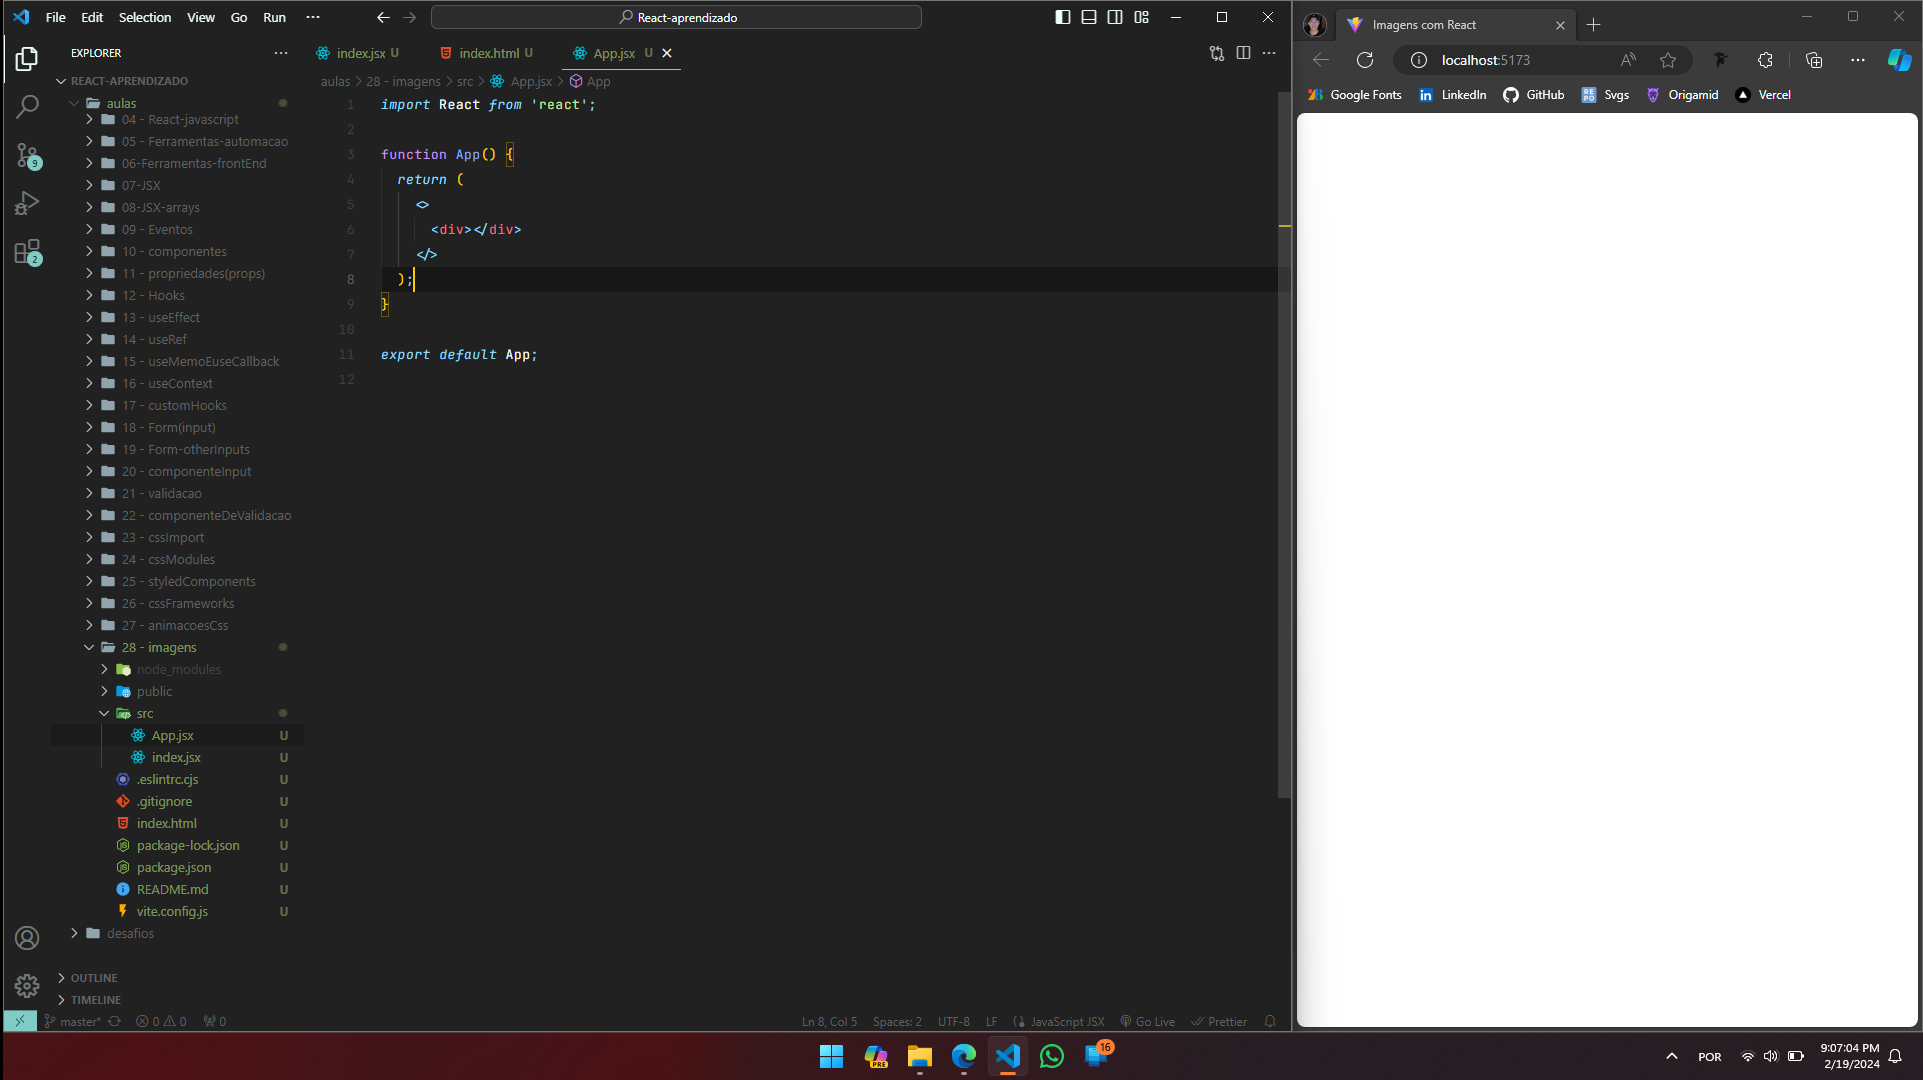 File Edit Selection View Go Run ···
React-aprendizado
EXPLORER
REACT-APRENDIZADO
aulas
04 - React-javascript
05 - Ferramentas-automacao
06-Ferramentas-frontEnd
07-JSX
08-JSX-arrays
09 - Eventos
10 - componentes
11 - propriedades(props)
12 - Hooks
13 - useEffect
14 - useRef
15 - useMemoEuseCallback
16 - useContext
17 - customHooks
18 - Form(input)
19 - Form-otherInputs
20 - componenteInput
21 - validacao
22 - componenteDeValidacao
23 - cssImport
24 - cssModules
25 - styledComponents
26 - cssFrameworks
27 - animacoesCss
28 - imagens
node_modules
public
src
App.jsx U
index.jsx U
.eslintrc.cjs U
.gitignore U
index.html U
package-lock.json U
package.json U
README.md U
vite.config.js U
desafios
OUTLINE
TIMELINE
9
2
index.jsx U index.html U App.jsx U
aulas > 28 - imagens > src > App.jsx > App
1 import React from 'react';
2
3 function App() {
4 return (
5 <>
6 <div></div>
7 </>
8 );
9 }
10
11 export default App;
12
master* 0 0 0
Ln 8, Col 5 Spaces: 2 UTF-8 LF JavaScript JSX Go Live Prettier
Imagens com React
localhost:5173
Google Fonts LinkedIn GitHub REPO Svgs Origamid Vercel
PRE
16
POR
9:07:04 PM
2/19/2024